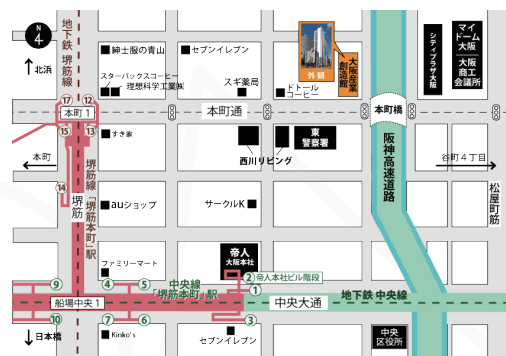 N
4
↑
北浜
地下鉄 堺筋線
紳士服の青山
セブンイレブン
スターバックスコーヒー
理想科学工業㈱
スギ薬局
ドトール
コーヒー
外観
大阪産業
創造館
シティプラザ大阪
マイ
ドーム
大阪
大阪
商工
会議所
⑰
⑫
本町1
⑮
⑬
本町通
本町橋
すき家
西川リビング
東
警察署
阪神高速道路
本町
谷町4丁目
松屋町筋
⑭
堺筋
堺筋線「堺筋本町」駅
auショップ
サークルK
ファミリーマート
帝人
大阪本社
②帝人本社ビル階段
①
中央線
「堺筋本町」駅
⑨
④
⑤
船場中央1
中央大通
地下鉄 中央線
⑩
⑦
⑥
③
↓
日本橋
Kinko's
セブンイレブン
中央
区役所